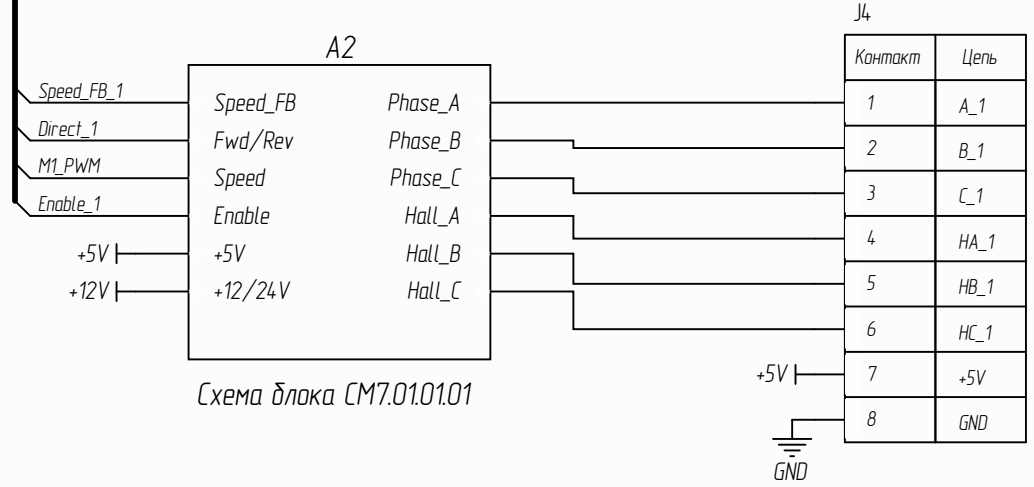 J4
A2
Контакт Цепь
Speed_FB_1 Speed_FB Phase_A 1 A_1
Direct_1 Fwd/Rev Phase_B 2 B_1
M1_PWM Speed Phase_C 3 C_1
Enable_1 Enable Hall_A 4 HA_1
+5V +5V Hall_B 5 HB_1
+12V +12/24V Hall_C 6 HC_1
+5V 7 +5V
Схема блока СМ7.01.01.01
8 GND
GND